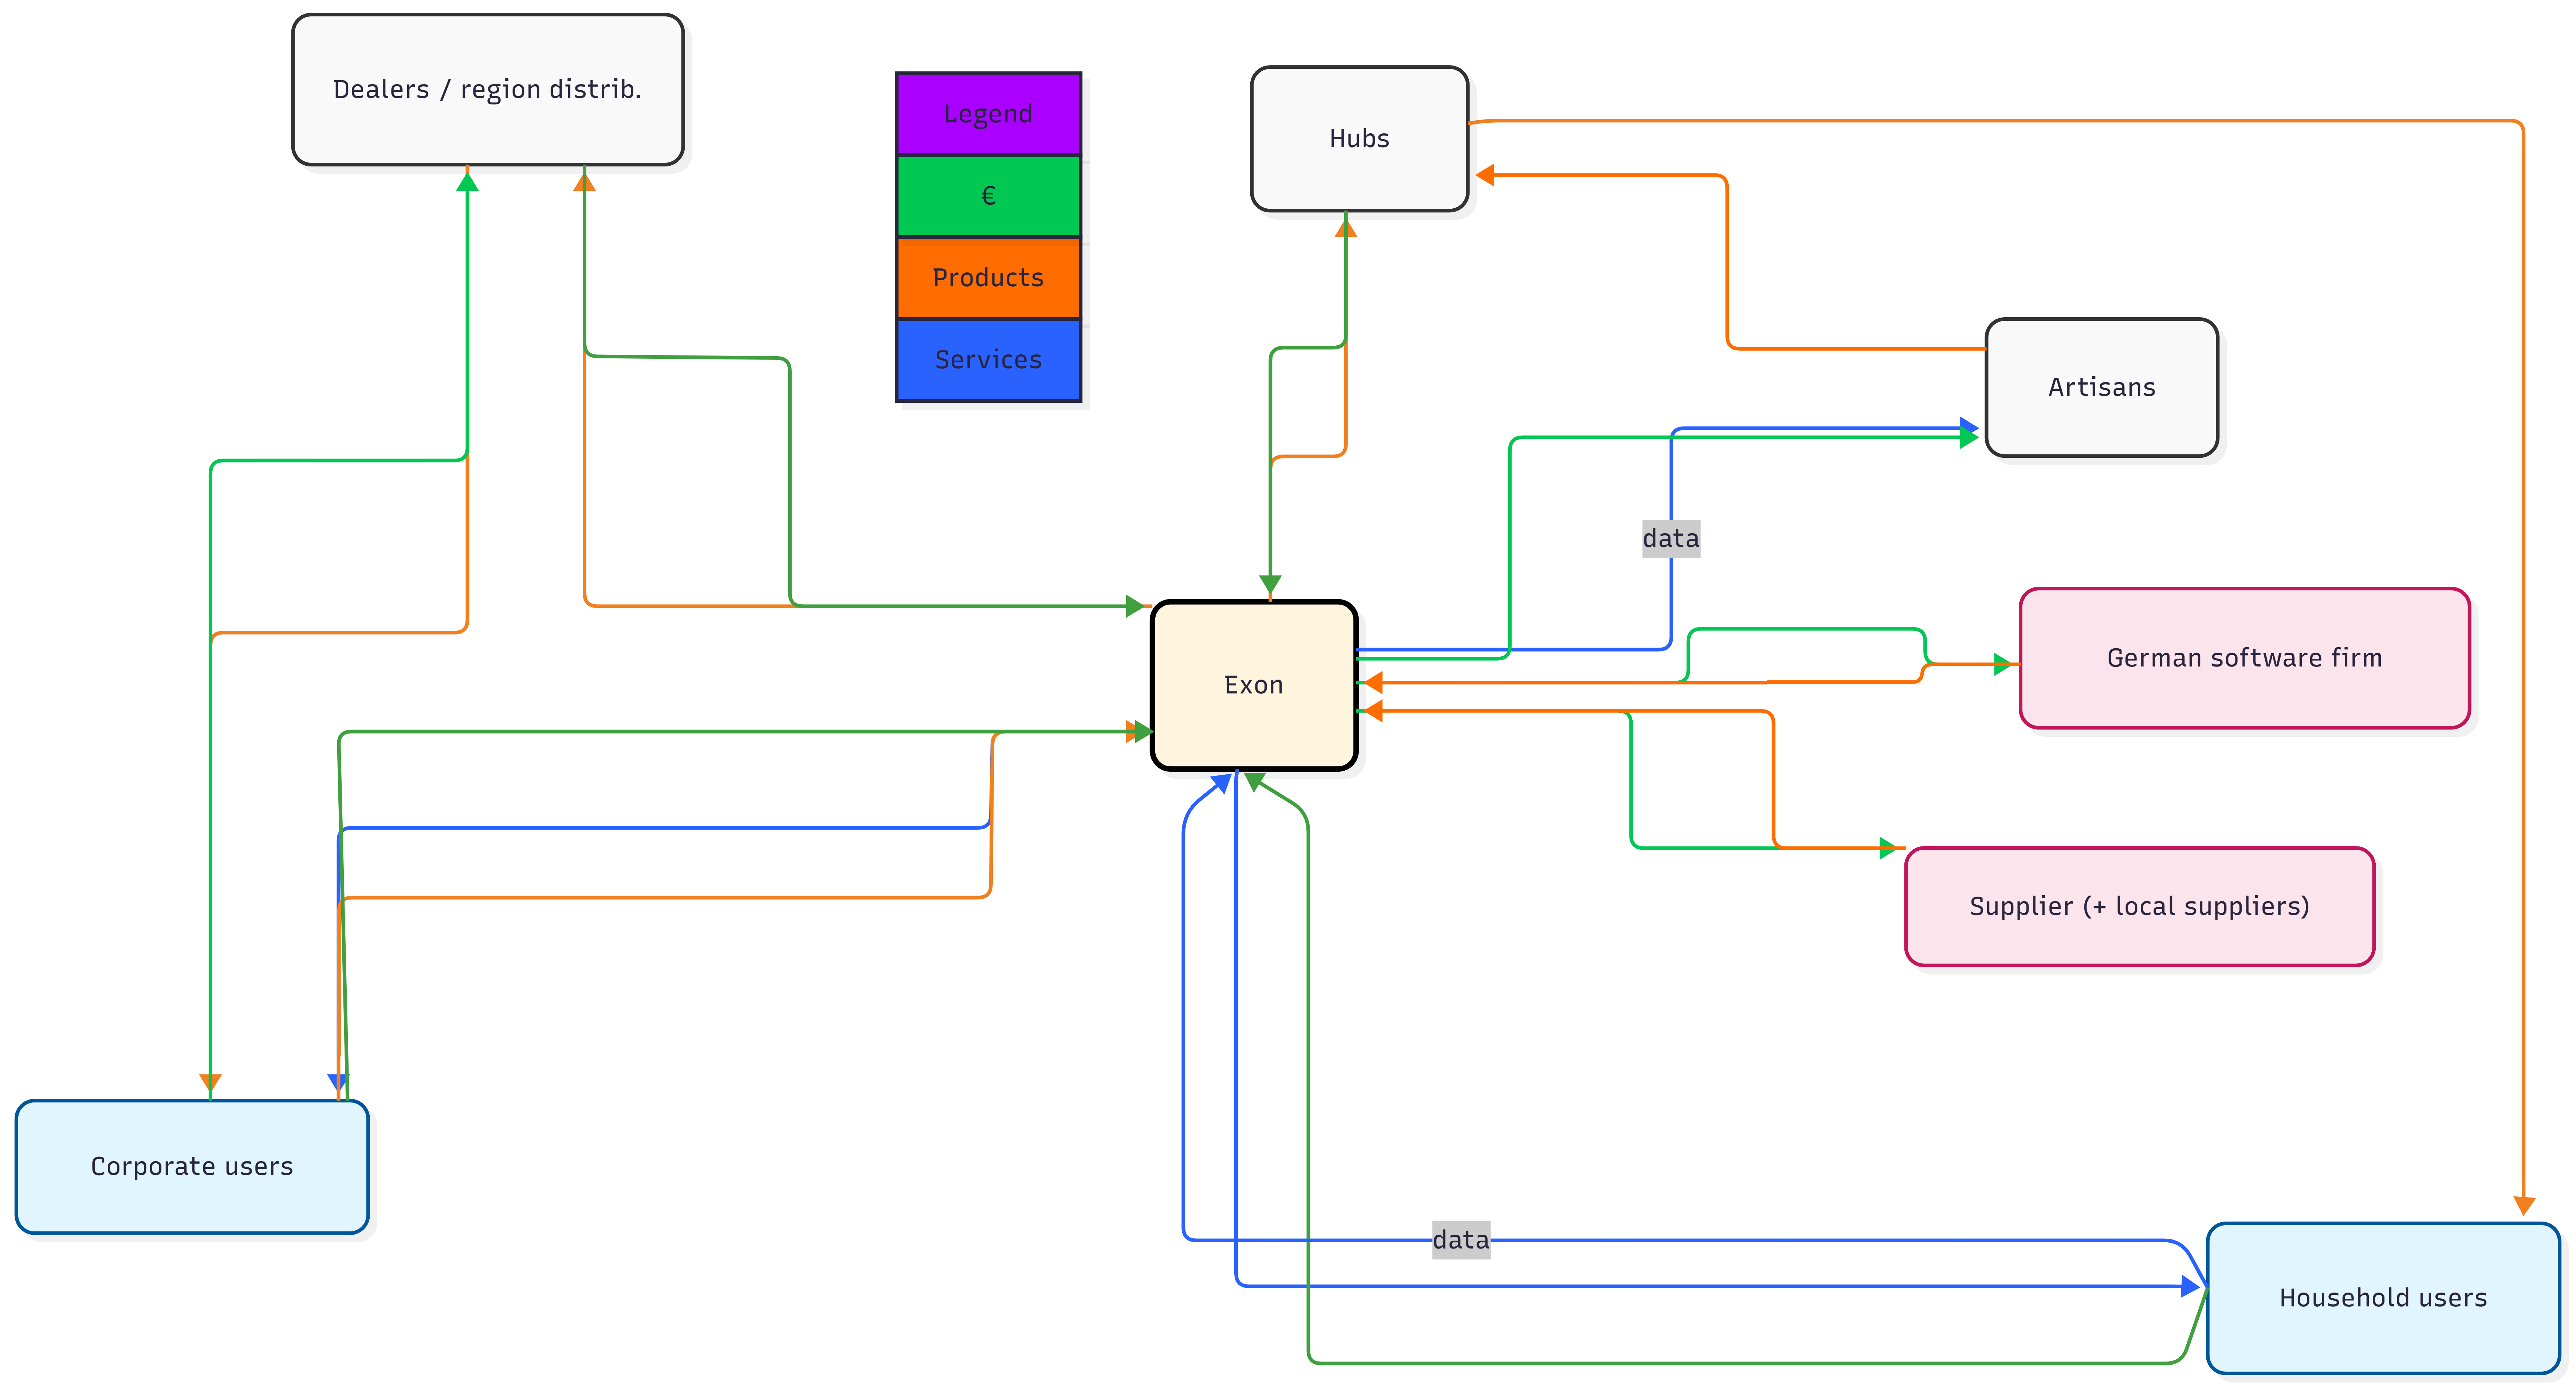 Dealers / region distrib.
Legend
€
Products
Services
Hubs
Artisans
data
German software firm
Exon
Supplier (+ local suppliers)
Corporate users
data
Household users